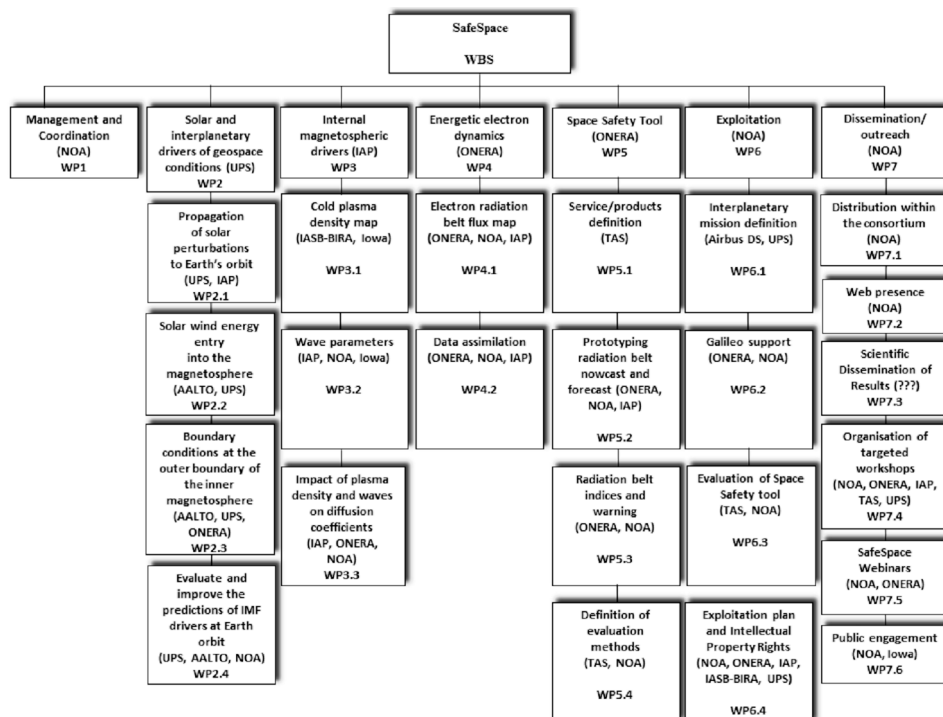 SafeSpace
WBS
Management and
Coordination
(NOA)
WP1
Solar and
interplanetary
drivers of geospace
conditions (UPS)
WP2
Propagation
of solar
perturbations
to Earth's orbit
(UPS, IAP)
WP2.1
Solar wind energy
entry
into the
magnetosphere
(AALTO, UPS)
WP2.2
Boundary
conditions at the
outer boundary of
the inner
magnetosphere
(AALTO, UPS,
ONERA)
WP2.3
Evaluate and
improve the
predictions of IMF
drivers at Earth
orbit
(UPS, AALTO, NOA)
WP2.4
Internal
magnetospheric
drivers (IAP)
WP3
Cold plasma
density map
(IASB-BIRA, Iowa)
WP3.1
Wave parameters
(IAP, NOA, Iowa)
WP3.2
Impact of plasma
density and waves
on diffusion
coefficients
(IAP, ONERA,
NOA)
WP3.3
Energetic electron
dynamics
(ONERA)
WP4
Electron radiation
belt flux map
(ONERA, NOA, IAP)
WP4.1
Data assimilation
(ONERA, NOA, IAP)
WP4.2
Space Safety Tool
(ONERA)
WP5
Service/products
definition
(TAS)
WP5.1
Prototyping
radiation belt
nowcast and
forecast (ONERA,
NOA, IAP)
WP5.2
Radiation belt
indices and
warning
(ONERA, NOA)
WP5.3
Definition of
evaluation
methods
(TAS, NOA)
WP5.4
Exploitation
(NOA)
WP6
Interplanetary
mission definition
(Airbus DS, UPS)
WP6.1
Galileo support
(ONERA, NOA)
WP6.2
Evaluation of Space
Safety tool
(TAS, NOA)
WP6.3
Exploitation plan
and Intellectual
Property Rights
(NOA, ONERA, IAP,
IASB-BIRA, UPS)
WP6.4
Dissemination/
outreach
(NOA)
WP7
Distribution within
the consortium
(NOA)
WP7.1
Web presence
(NOA)
WP7.2
Scientific
Dissemination of
Results (???)
WP7.3
Organisation of
targeted
workshops
(NOA, ONERA, IAP,
TAS, UPS)
WP7.4
SafeSpace
Webinars
(NOA, ONERA)
WP7.5
Public engagement
(NOA, Iowa)
WP7.6